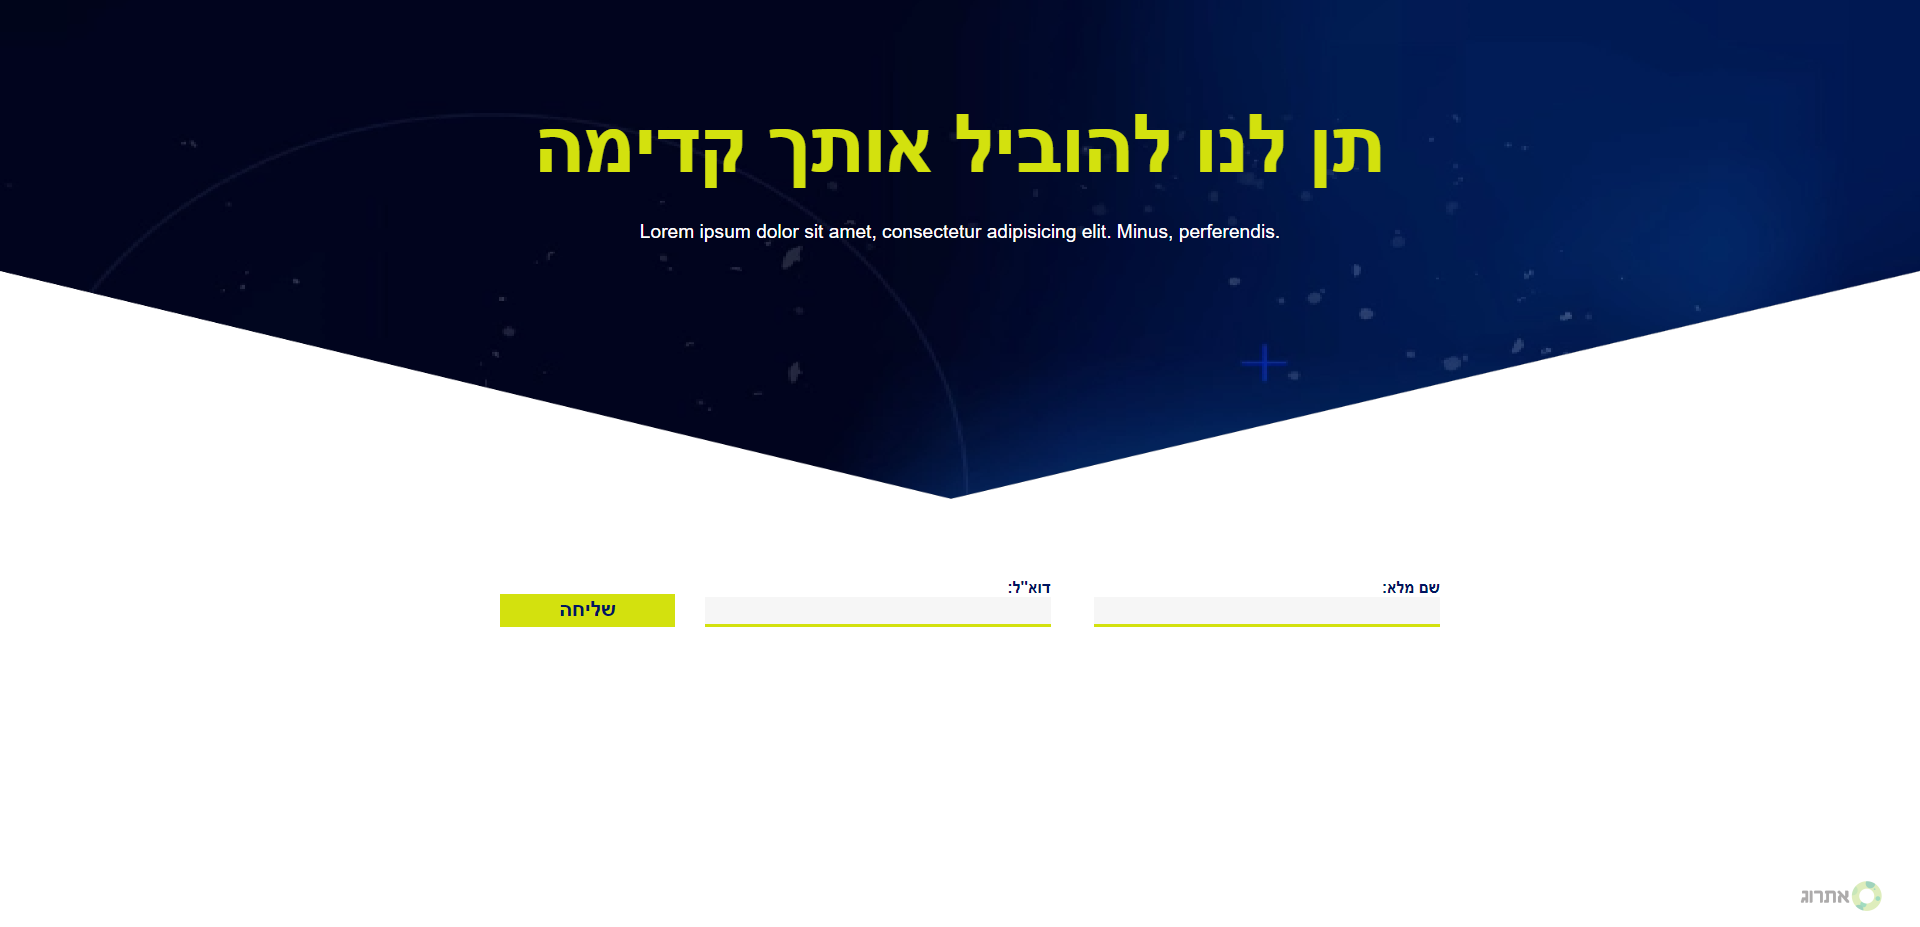 תן לנו להוביל אותך קדימה
Lorem ipsum dolor sit amet, consectetur adipisicing elit. Minus, perferendis.
שם מלא:
דוא''ל:
שליחה
אתרוג